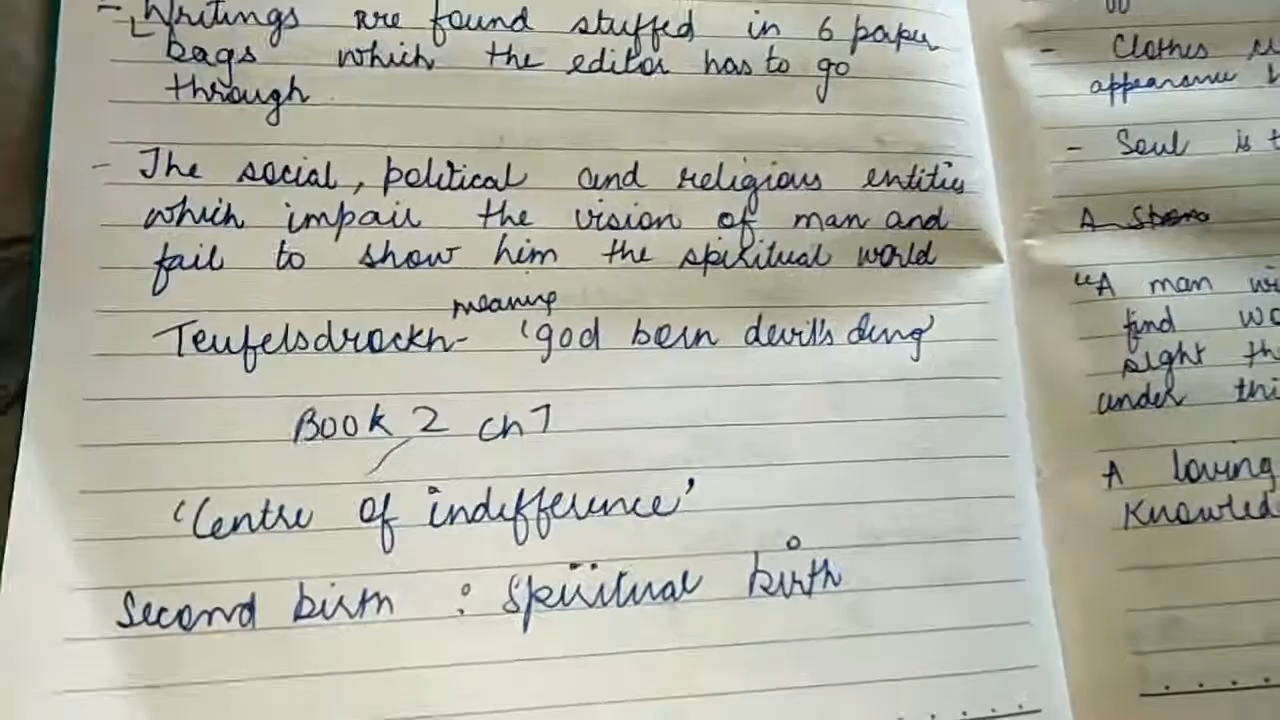 - Writings are found stuffed in 6 paper
bags which the editor has to go
through
- The social, political and religious entities
which impair the vision of man and
fail to show him the spiritual world
meaning
Teufelsdrockh - 'god born devil's dung'
Book 2 ch 7
'Centre of indifference'
Second birth : Spiritual birth
- Clothes
appearance
- Soul is
A
"A man
find
sight
under
A loving